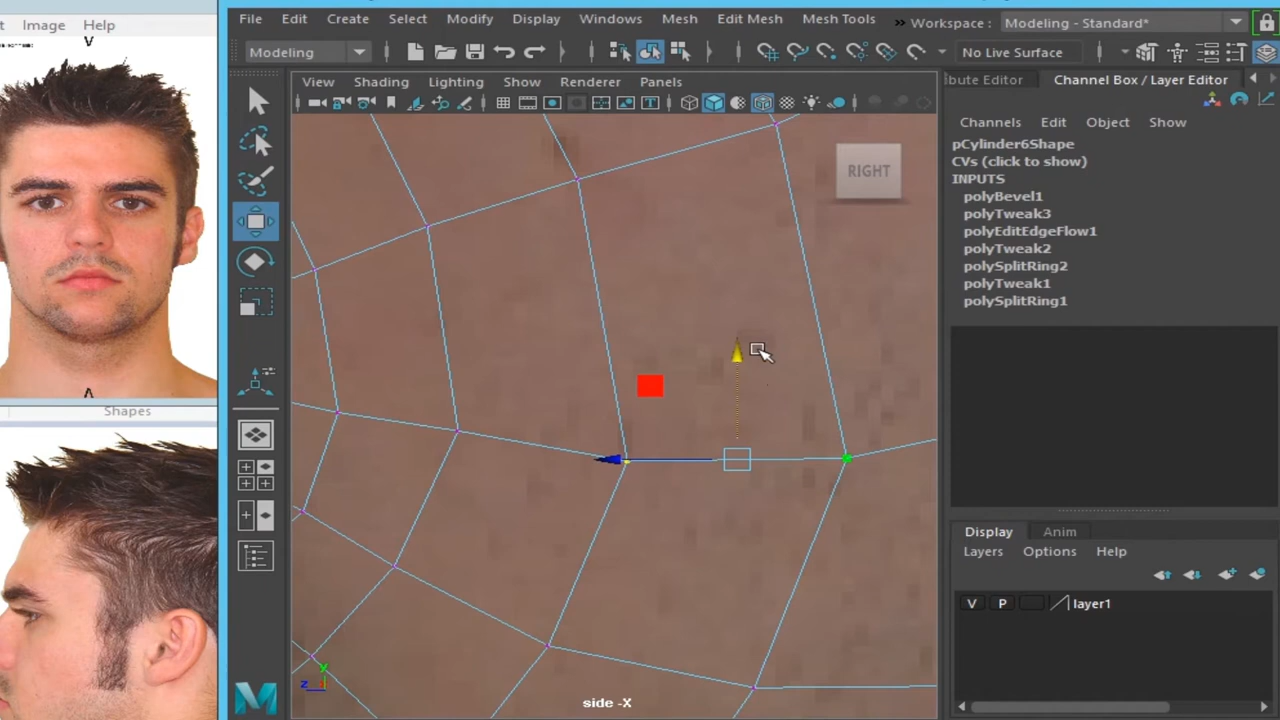 t Image Help
V
Λ
Shapes
File Edit Create Select Modify Display Windows Mesh Edit Mesh Mesh Tools » Workspace : Modeling - Standard*
Modeling No Live Surface
View Shading Lighting Show Renderer Panels
RIGHT
side -X
y
z
bute Editor Channel Box / Layer Editor
Channels Edit Object Show
pCylinder6Shape
CVs (click to show)
INPUTS
polyBevel1
polyTweak3
polyEditEdgeFlow1
polyTweak2
polySplitRing2
polyTweak1
polySplitRing1
Display Anim
Layers Options Help
V P layer1